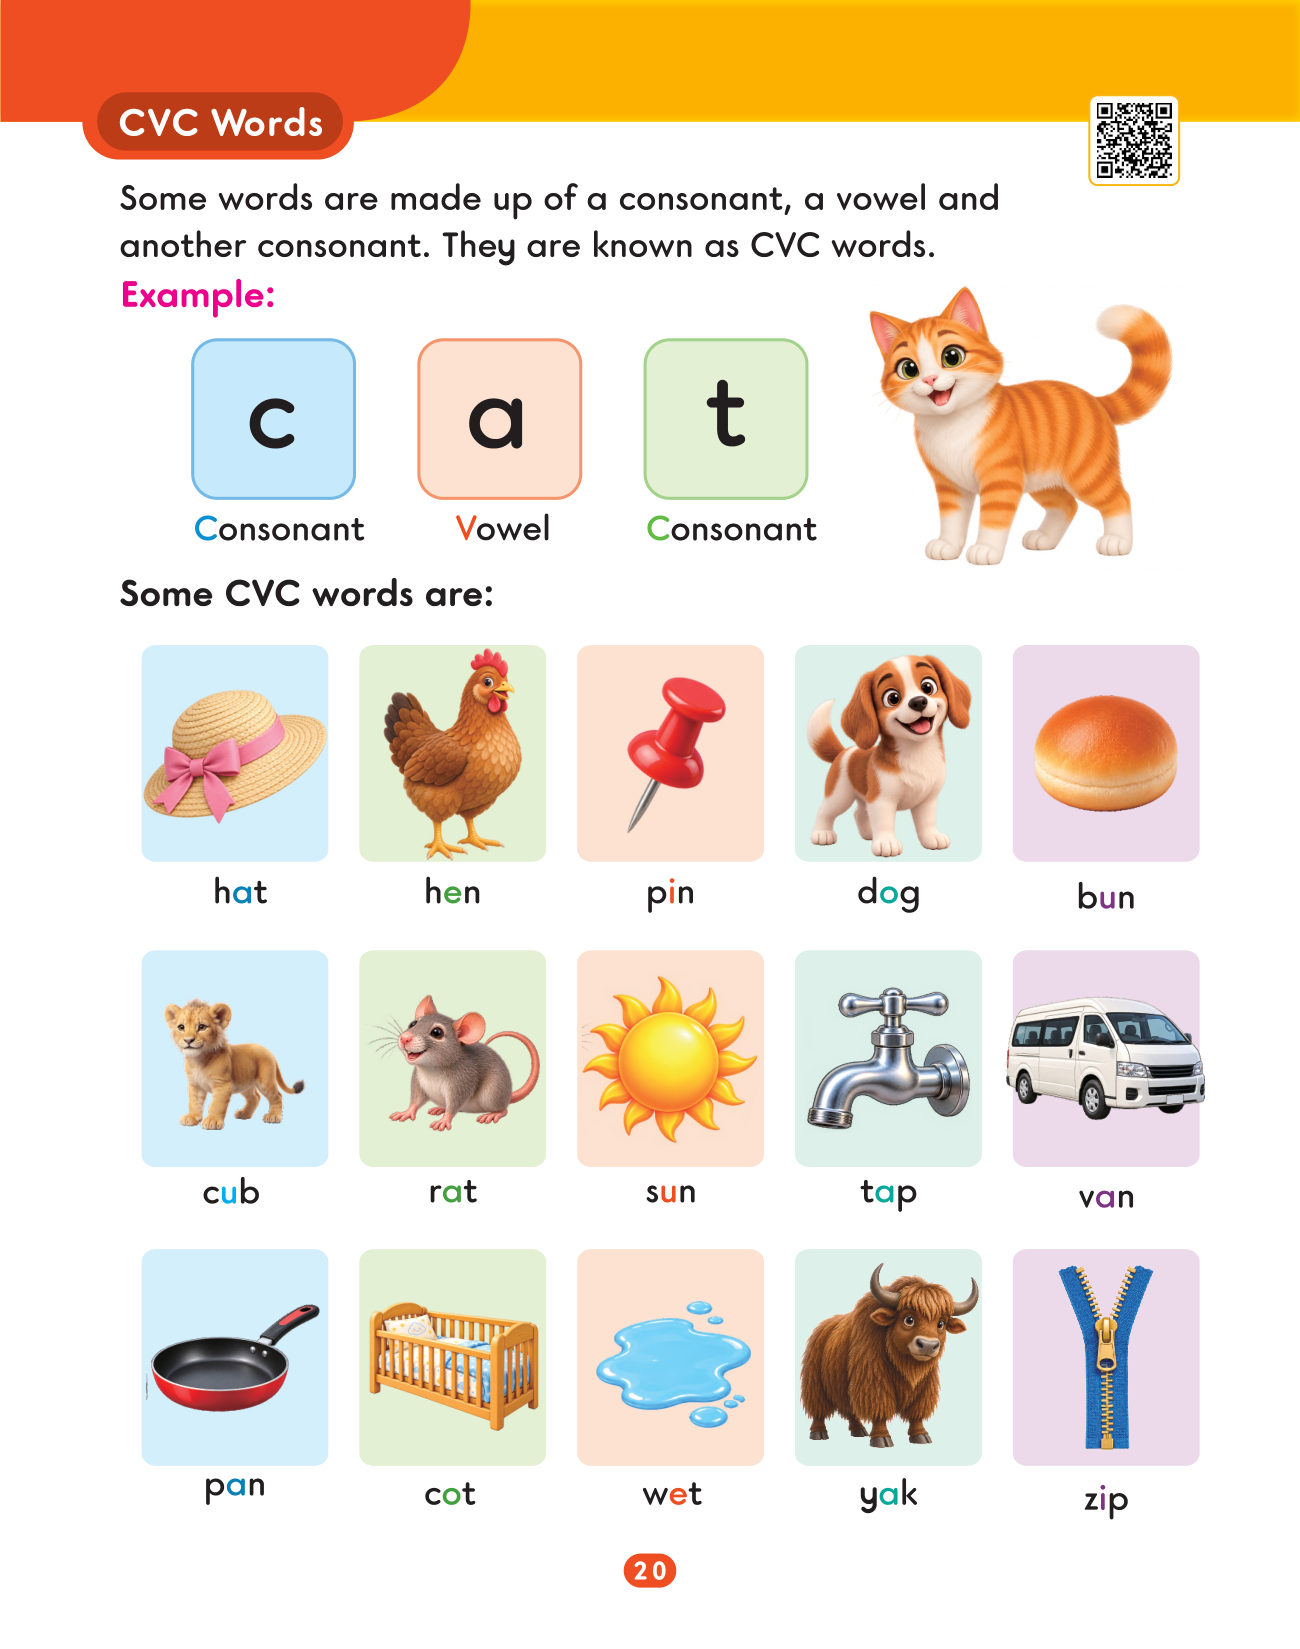 CVC Words
Some words are made up of a consonant, a vowel and
another consonant. They are known as CVC words.
Example:
c a t
Consonant Vowel Consonant
Some CVC words are:
hat hen pin dog bun
cub rat sun tap van
pan cot wet yak zip
20